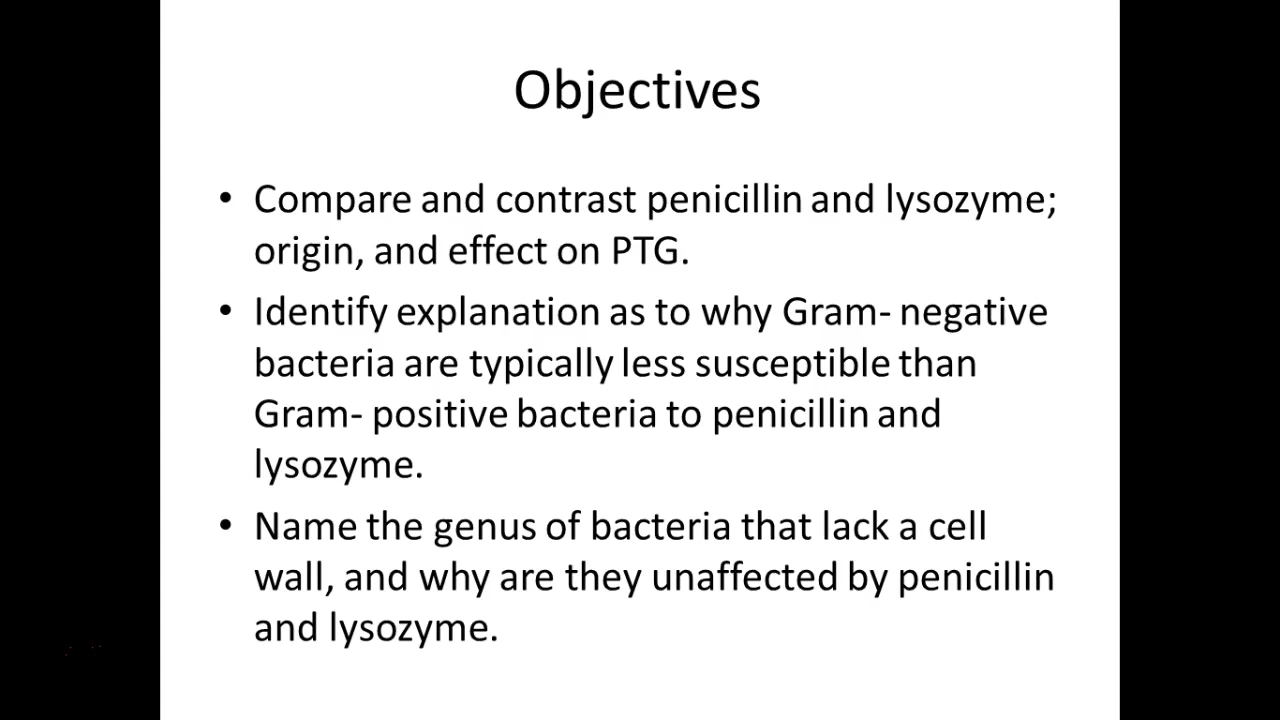 Objectives
• Compare and contrast penicillin and lysozyme;
origin, and effect on PTG.
• Identify explanation as to why Gram- negative
bacteria are typically less susceptible than
Gram- positive bacteria to penicillin and
lysozyme.
• Name the genus of bacteria that lack a cell
wall, and why are they unaffected by penicillin
and lysozyme.